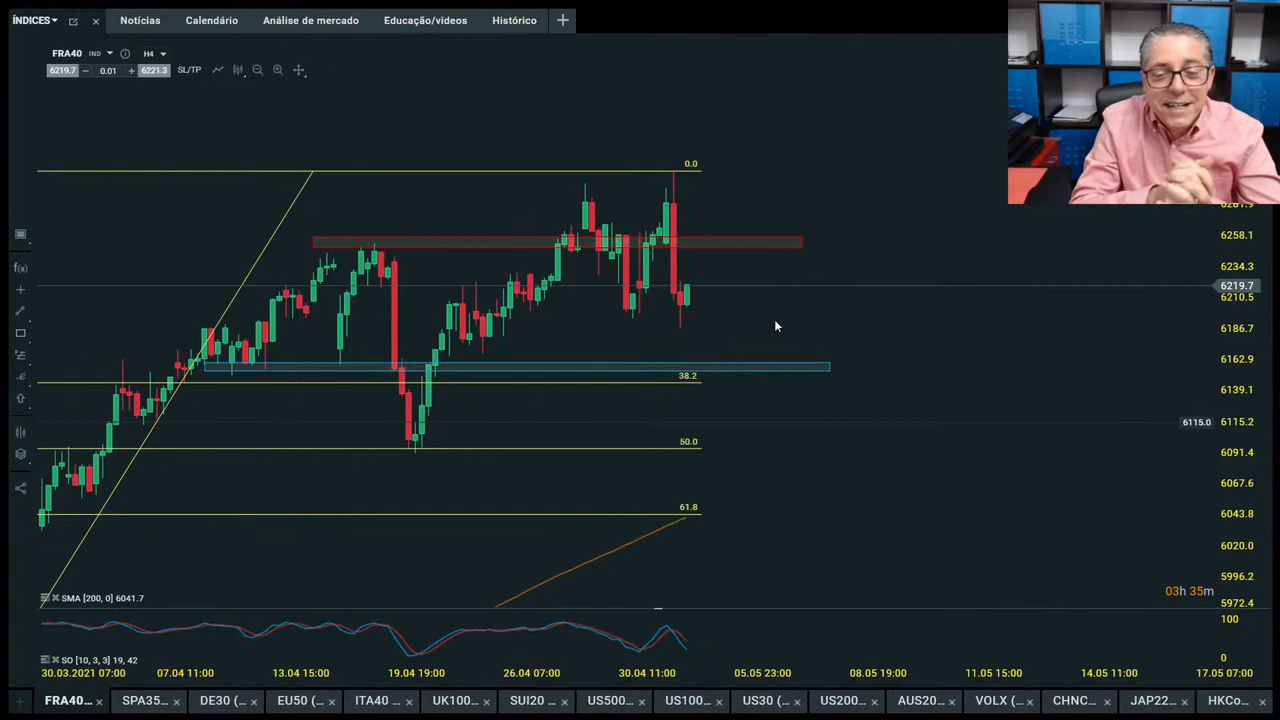 ÍNDICES
Notícias
Calendário
Análise de mercado
Educação/videos
Histórico
FRA40 IND H4
6219.7 0.01 6221.3 SL/TP
0.0
38.2
50.0
61.8
6258.1
6234.3
6219.7
6210.5
6186.7
6162.9
6139.1
6115.0
6115.2
6091.4
6067.6
6043.8
6020.0
5996.2
5972.4
03h 35m
SMA [200, 0] 6041.7
100
SO [10, 3, 3] 19, 42
0
30.03.2021 07:00 07.04 11:00 13.04 15:00 19.04 19:00 26.04 07:00 30.04 11:00 05.05 23:00 08.05 19:00 11.05 15:00 14.05 11:00 17.05 07:00
FRA40... SPA35... DE30 (... EU50 (... ITA40 ... UK100... SUI20 ... US500... US100... US30 (... US200... AUS20... VOLX (... CHNC... JAP22... HKCo...